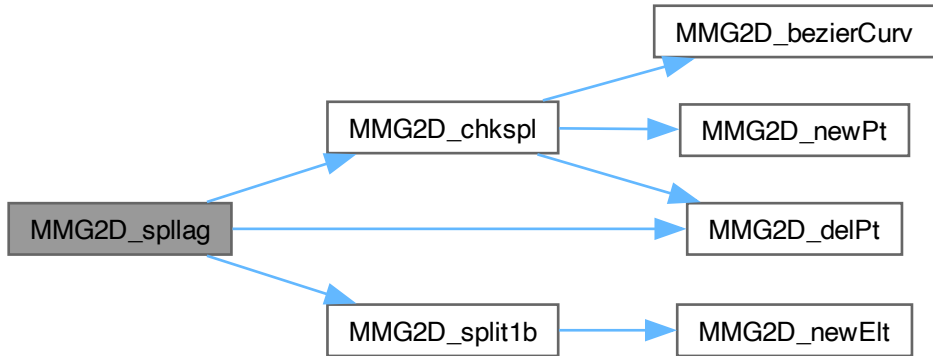 MMG2D_bezierCurv
MMG2D_chkspl
MMG2D_newPt
MMG2D_spllag
MMG2D_delPt
MMG2D_split1b
MMG2D_newElt